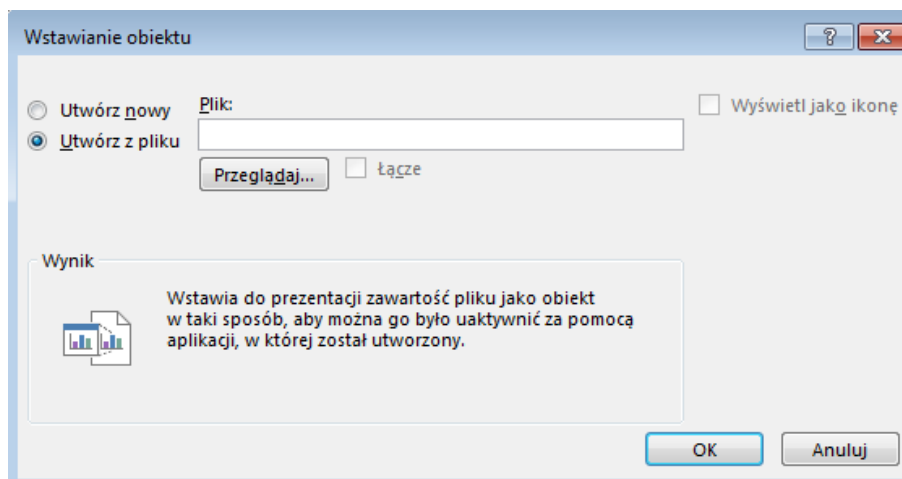 Wstawianie obiektu
Utwórz nowy
Plik:
Wyświetl jako ikonę
Utwórz z pliku
Przeglądaj...
Łącze
Wynik
Wstawia do prezentacji zawartość pliku jako obiekt
w taki sposób, aby można go było uaktywnić za pomocą
aplikacji, w której został utworzony.
OK
Anuluj